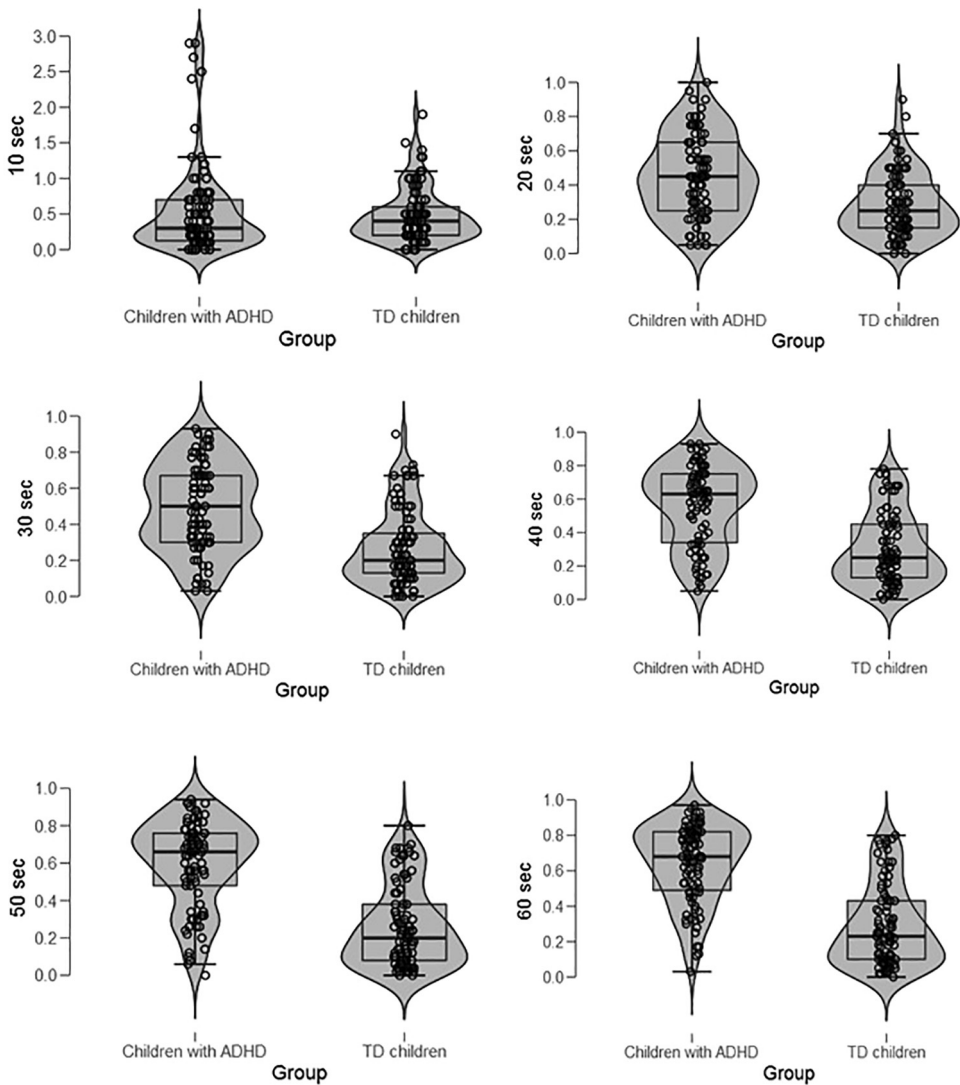 10 sec
3.0
2.5
2.0
1.5
1.0
0.5
0.0
Children with ADHD
TD children
Group
20 sec
1.0
0.8
0.6
0.4
0.2
0.0
Children with ADHD
TD children
Group
30 sec
1.0
0.8
0.6
0.4
0.2
0.0
Children with ADHD
TD children
Group
40 sec
1.0
0.8
0.6
0.4
0.2
0.0
Children with ADHD
TD children
Group
50 sec
1.0
0.8
0.6
0.4
0.2
0.0
Children with ADHD
TD children
Group
60 sec
1.0
0.8
0.6
0.4
0.2
0.0
Children with ADHD
TD children
Group